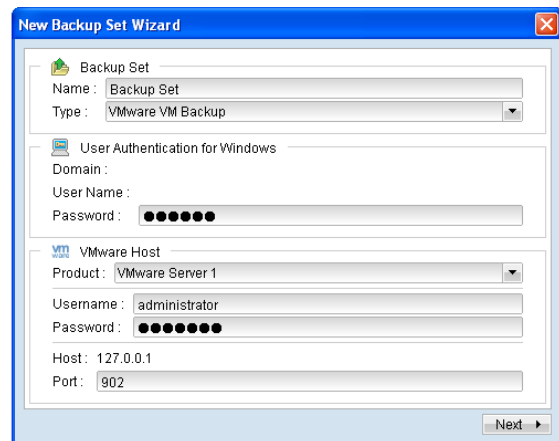 New Backup Set Wizard
Backup Set
Name : Backup Set
Type : VMware VM Backup
User Authentication for Windows
Domain :
User Name :
Password : ●●●●●●
vm
ware
VMware Host
Product : VMware Server 1
Username : administrator
Password : ●●●●●●●
Host : 127.0.0.1
Port : 902
Next